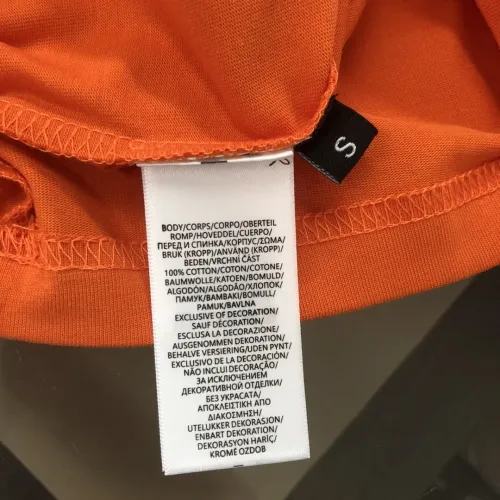 S
BODY/CORPS/CORPO/OBERTEIL
ROMP/HOVEDDEL/CUERPO/
ПЕРЕД И СПИНКА/КОРПУС/ΣΩΜΑ/
BRUK (KROPP)/ANVÄND (KROPP)/
BEDEN/VRCHNÍ ČÁST
100% COTTON/COTON/COTONE/
BAUMWOLLE/KATOEN/BOMULD/
ALGODÓN/ALGODÃO/ХЛОПОК/
ПАМУК/ΒΑΜΒΑΚΙ/BOMULL/
PAMUK/BAVLNA
EXCLUSIVE OF DECORATION/
SAUF DÉCORATION/
ESCLUSA LA DECORAZIONE/
AUSGENOMMEN DEKORATION/
BEHALVE VERSIERING/UDEN PYNT/
EXCLUSIVO DE LA DECORACIÓN/
NÃO INCLUI DECORAÇÃO/
ЗА ИСКЛЮЧЕНИЕМ
ДЕКОРАТИВНОЙ ОТДЕЛКИ/
БЕЗ УКРАСАТА/
ΑΠΟΚΛΕΙΣΤΙΚΗ ΑΠΟ
ΔΙΑΚΟΣΜΗΣΗ/
UTELUKKER DEKORASJON/
ENBART DEKORATION/
DEKORASYON HARİÇ/
KROMĚ OZDOB